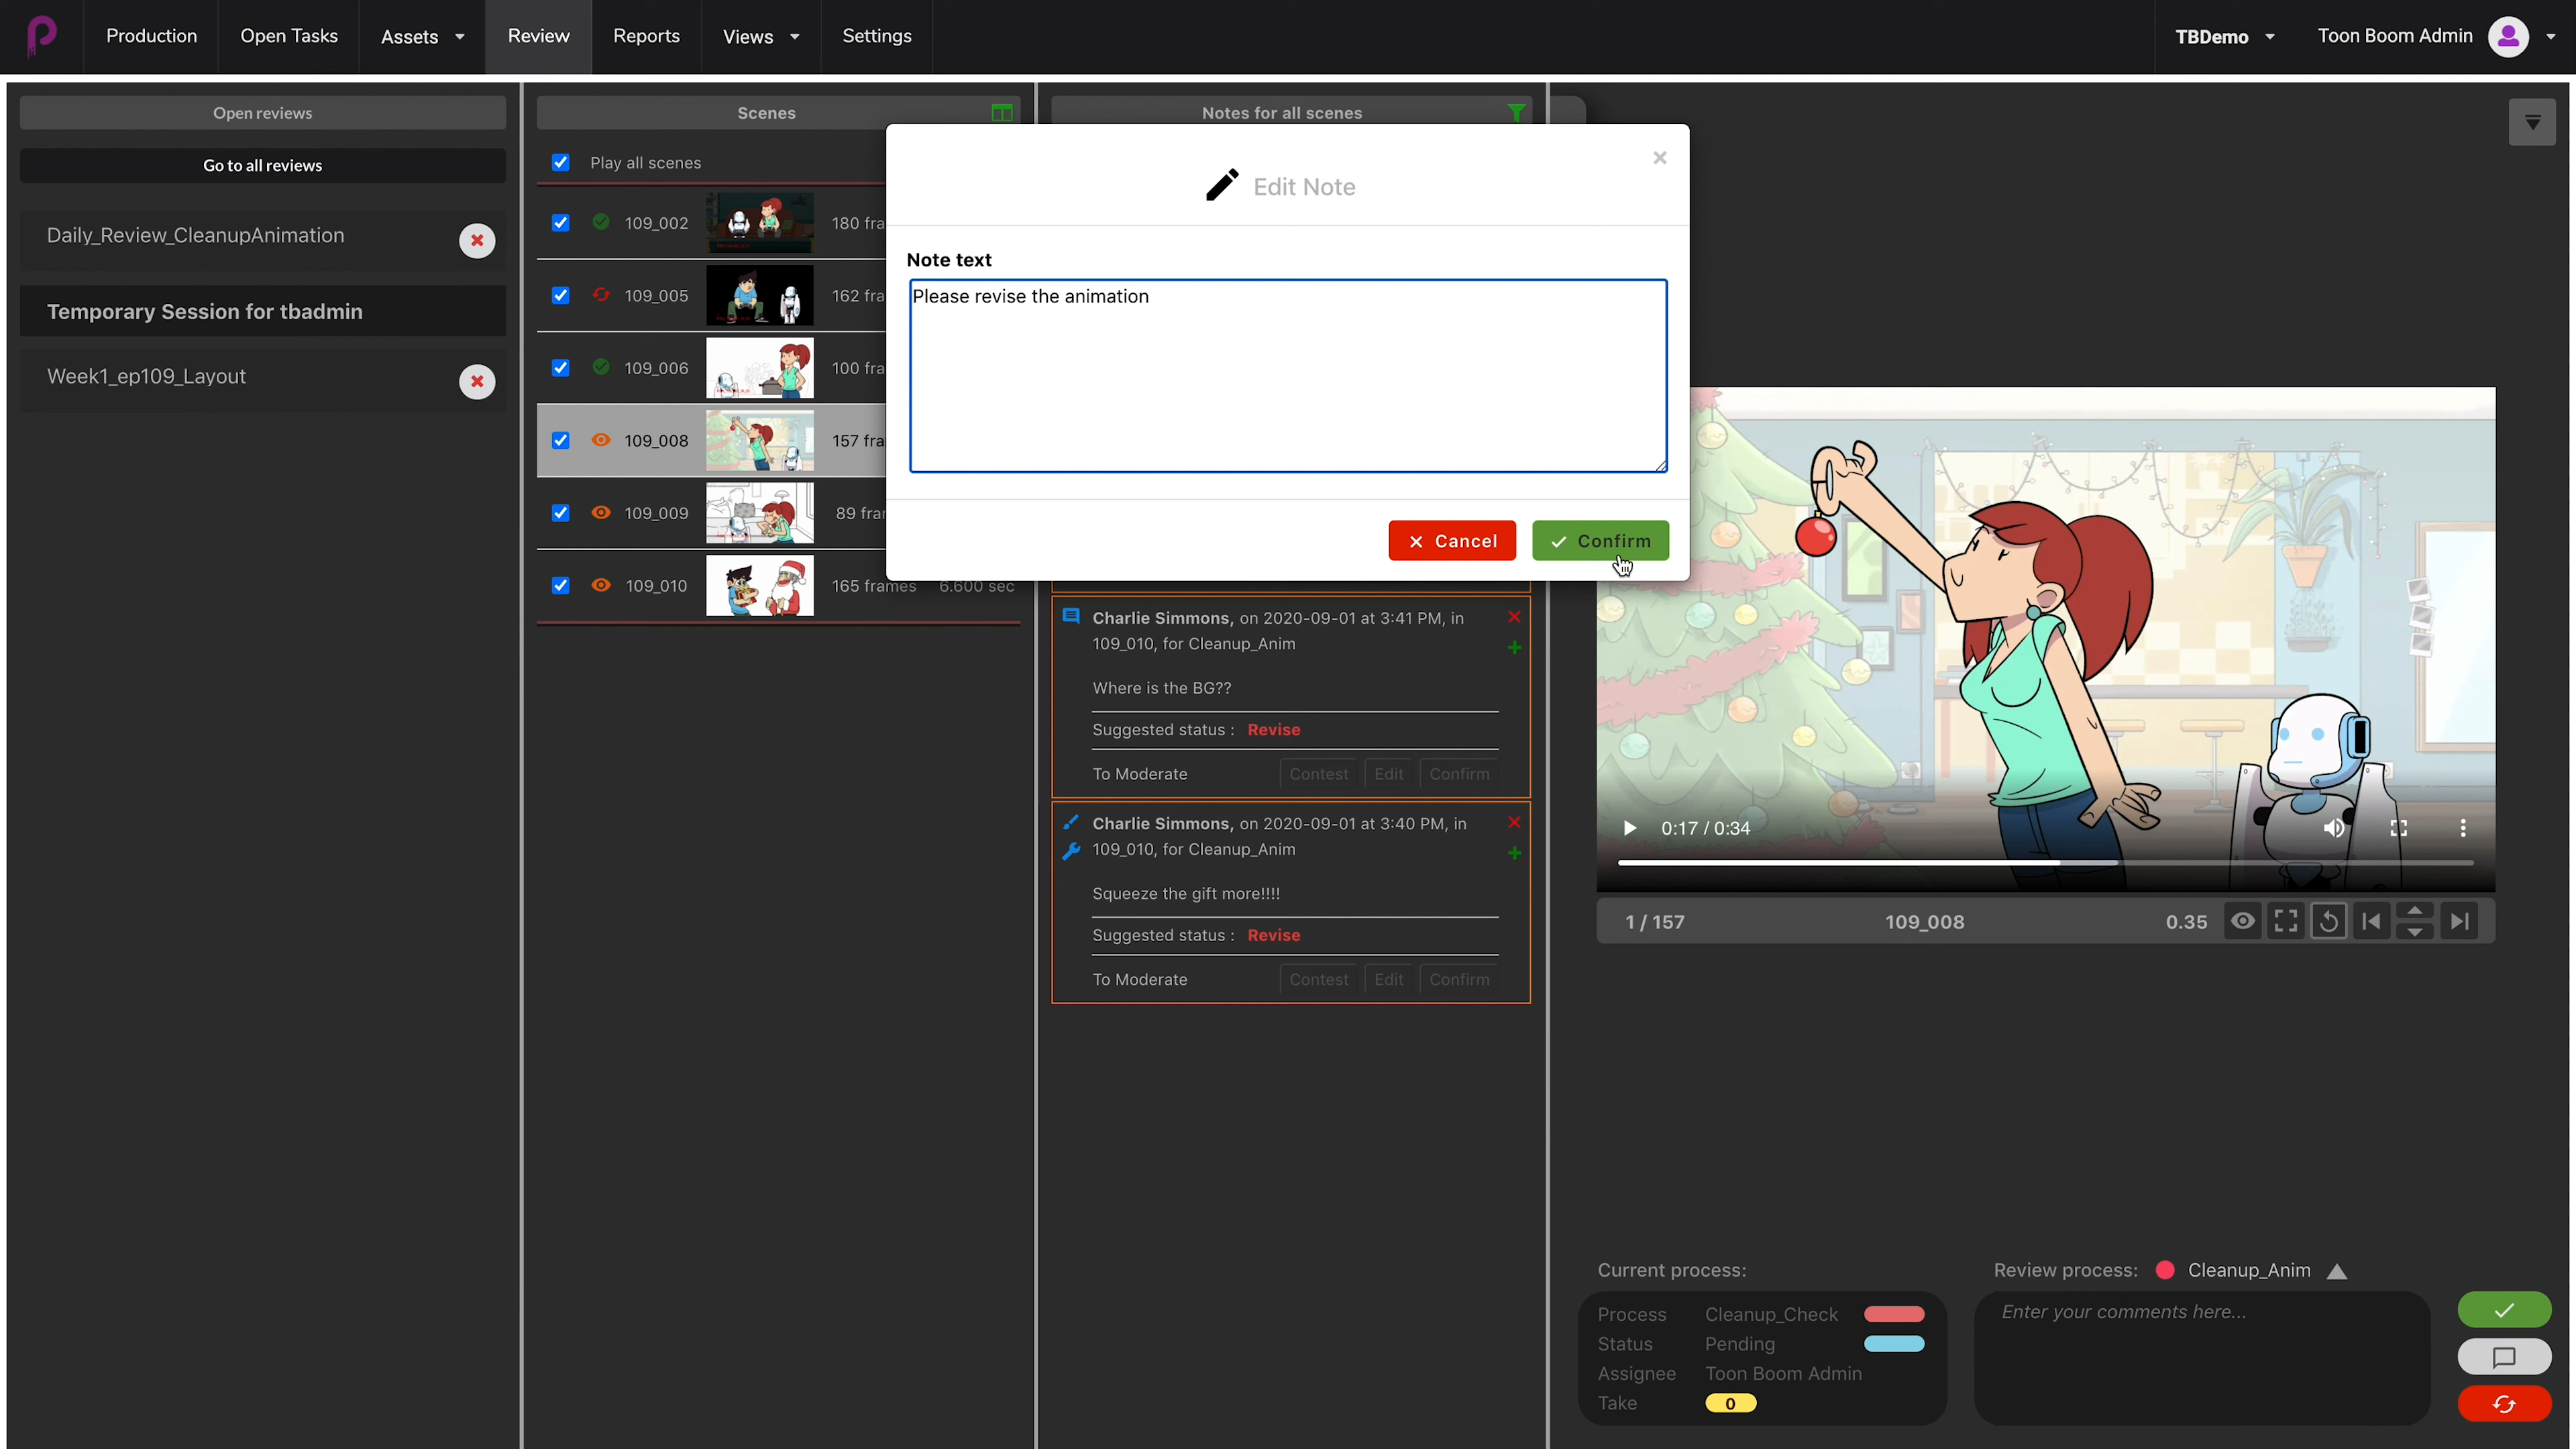 Production
Open Tasks
Assets
Review
Reports
Views
Settings
TBDemo
Toon Boom Admin
Open reviews
Go to all reviews
Daily_Review_CleanupAnimation
Temporary Session for tbadmin
Week1_ep109_Layout
Scenes
Play all scenes
109_002 180 fra
109_005 162 fra
109_006 100 fra
109_008 157 fra
109_009 89 fra
109_010 165 frames 6.600 sec
Notes for all scenes
Edit Note
Note text
Please revise the animation
Cancel
Confirm
Charlie Simmons, on 2020-09-01 at 3:41 PM, in
109_010, for Cleanup_Anim
Where is the BG??
Suggested status : Revise
To Moderate Contest Edit Confirm
Charlie Simmons, on 2020-09-01 at 3:40 PM, in
109_010, for Cleanup_Anim
Squeeze the gift more!!!!
Suggested status : Revise
To Moderate Contest Edit Confirm
0:17 / 0:34
1 / 157 109_008 0.35
Current process:
Process Cleanup_Check
Status Pending
Assignee Toon Boom Admin
Take 0
Review process: Cleanup_Anim
Enter your comments here...